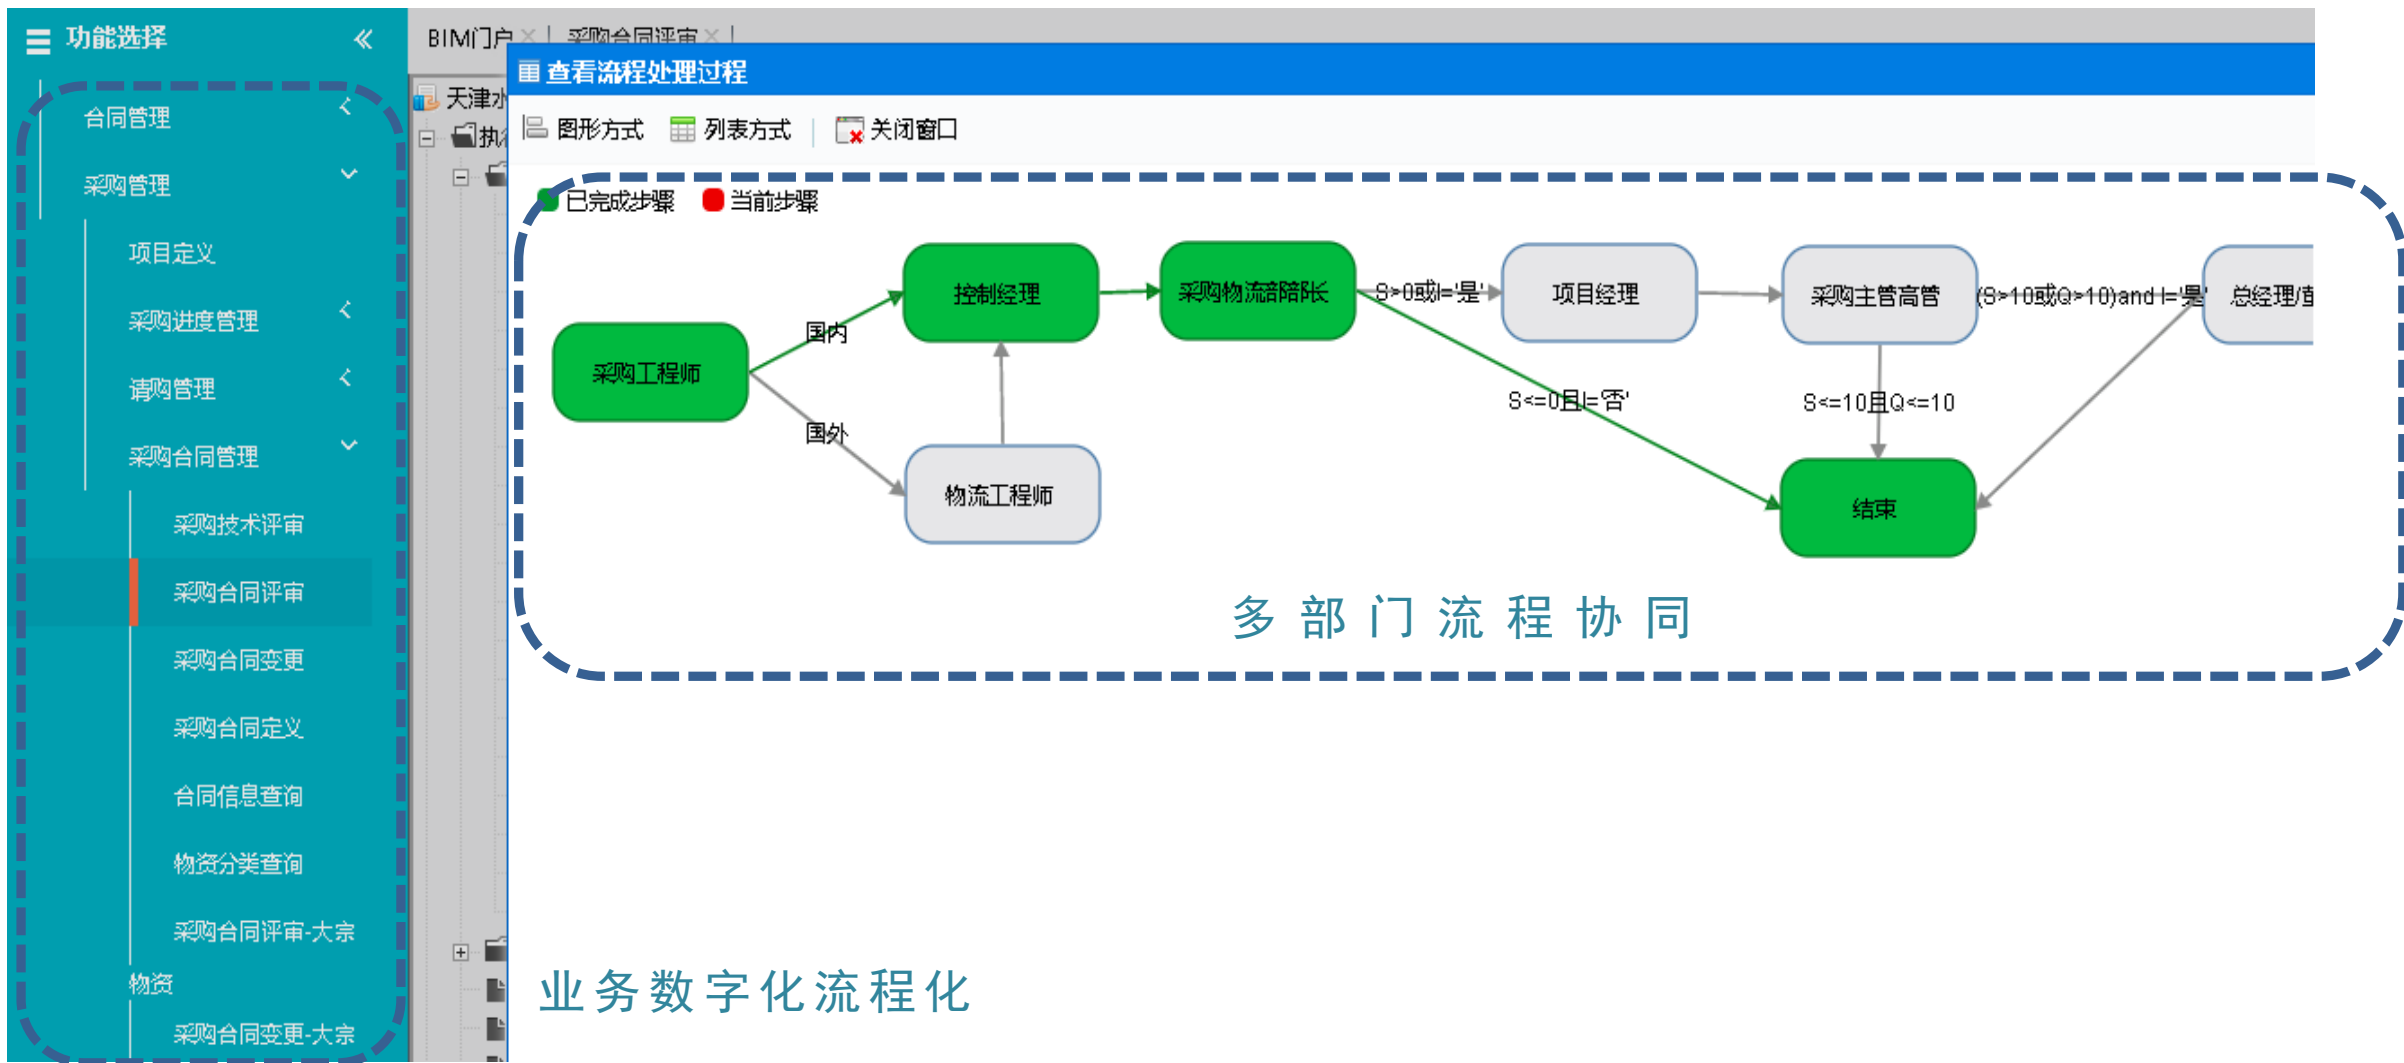 功能选择
合同管理
采购管理
项目定义
采购进度管理
请购管理
采购合同管理
采购技术评审
采购合同评审
采购合同变更
采购合同定义
合同信息查询
物资分类查询
采购合同评审-大宗
物资
采购合同变更-大宗
BIM门户
采购合同评审
天津水
查看流程处理过程
图形方式
列表方式
关闭窗口
已完成步骤
当前步骤
采购工程师
国内
国外
控制经理
物流工程师
采购物流部部长
S>0或I='是'
S<=0且I='否'
项目经理
采购主管高管
(S>10或Q>10)and I='是'
总经理/
S<=10且Q<=10
结束
多部门流程协同
业务数字化流程化